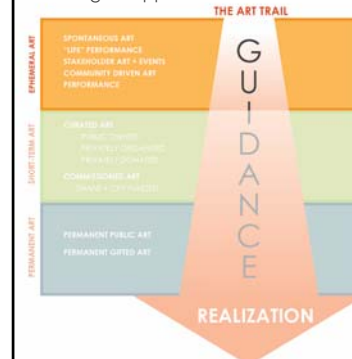 THE ART TRAIL
EPHEMERAL ART
SPONTANEOUS ART
"LIFE" PERFORMANCE
STAKEHOLDER ART + EVENTS
COMMUNITY DRIVEN ART
PERFORMANCE
SHORT-TERM ART
CURATED ART
COMMISSIONED ART
PERMANENT ART
PERMANENT PUBLIC ART
PERMANENT GIFTED ART
GUIDANCE
REALIZATION